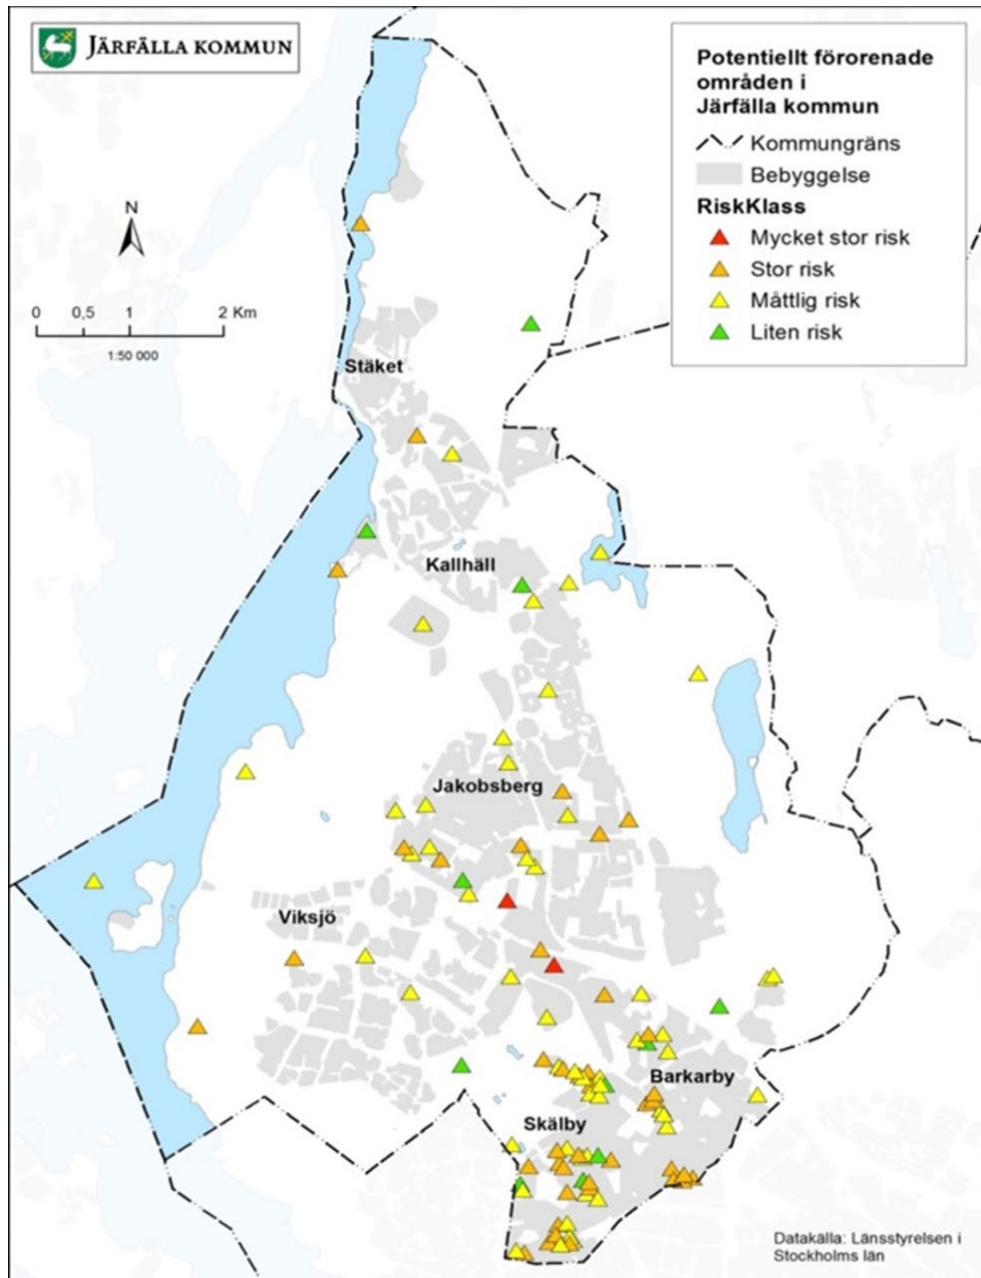 JÄRFÄLLA KOMMUN
Potentiellt förorenade
områden i
Järfälla kommun
Kommungräns
Bebyggelse
RiskKlass
Mycket stor risk
Stor risk
Måttlig risk
Liten risk
N
0 0,5 1 2 Km
1:50 000
Stäket
Kallhäll
Jakobsberg
Viksjö
Barkarby
Skälby
Datakälla: Länsstyrelsen i
Stockholms län